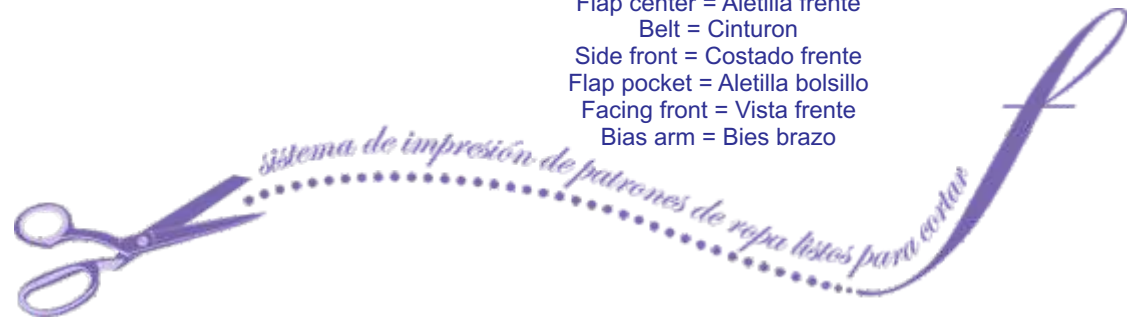 Flap center = Aletilla frente
Belt = Cinturon
Side front = Costado frente
Flap pocket = Aletilla bolsillo
Facing front = Vista frente
Bias arm = Bies brazo
sistema de impresión de patrones de ropa listos para cortar